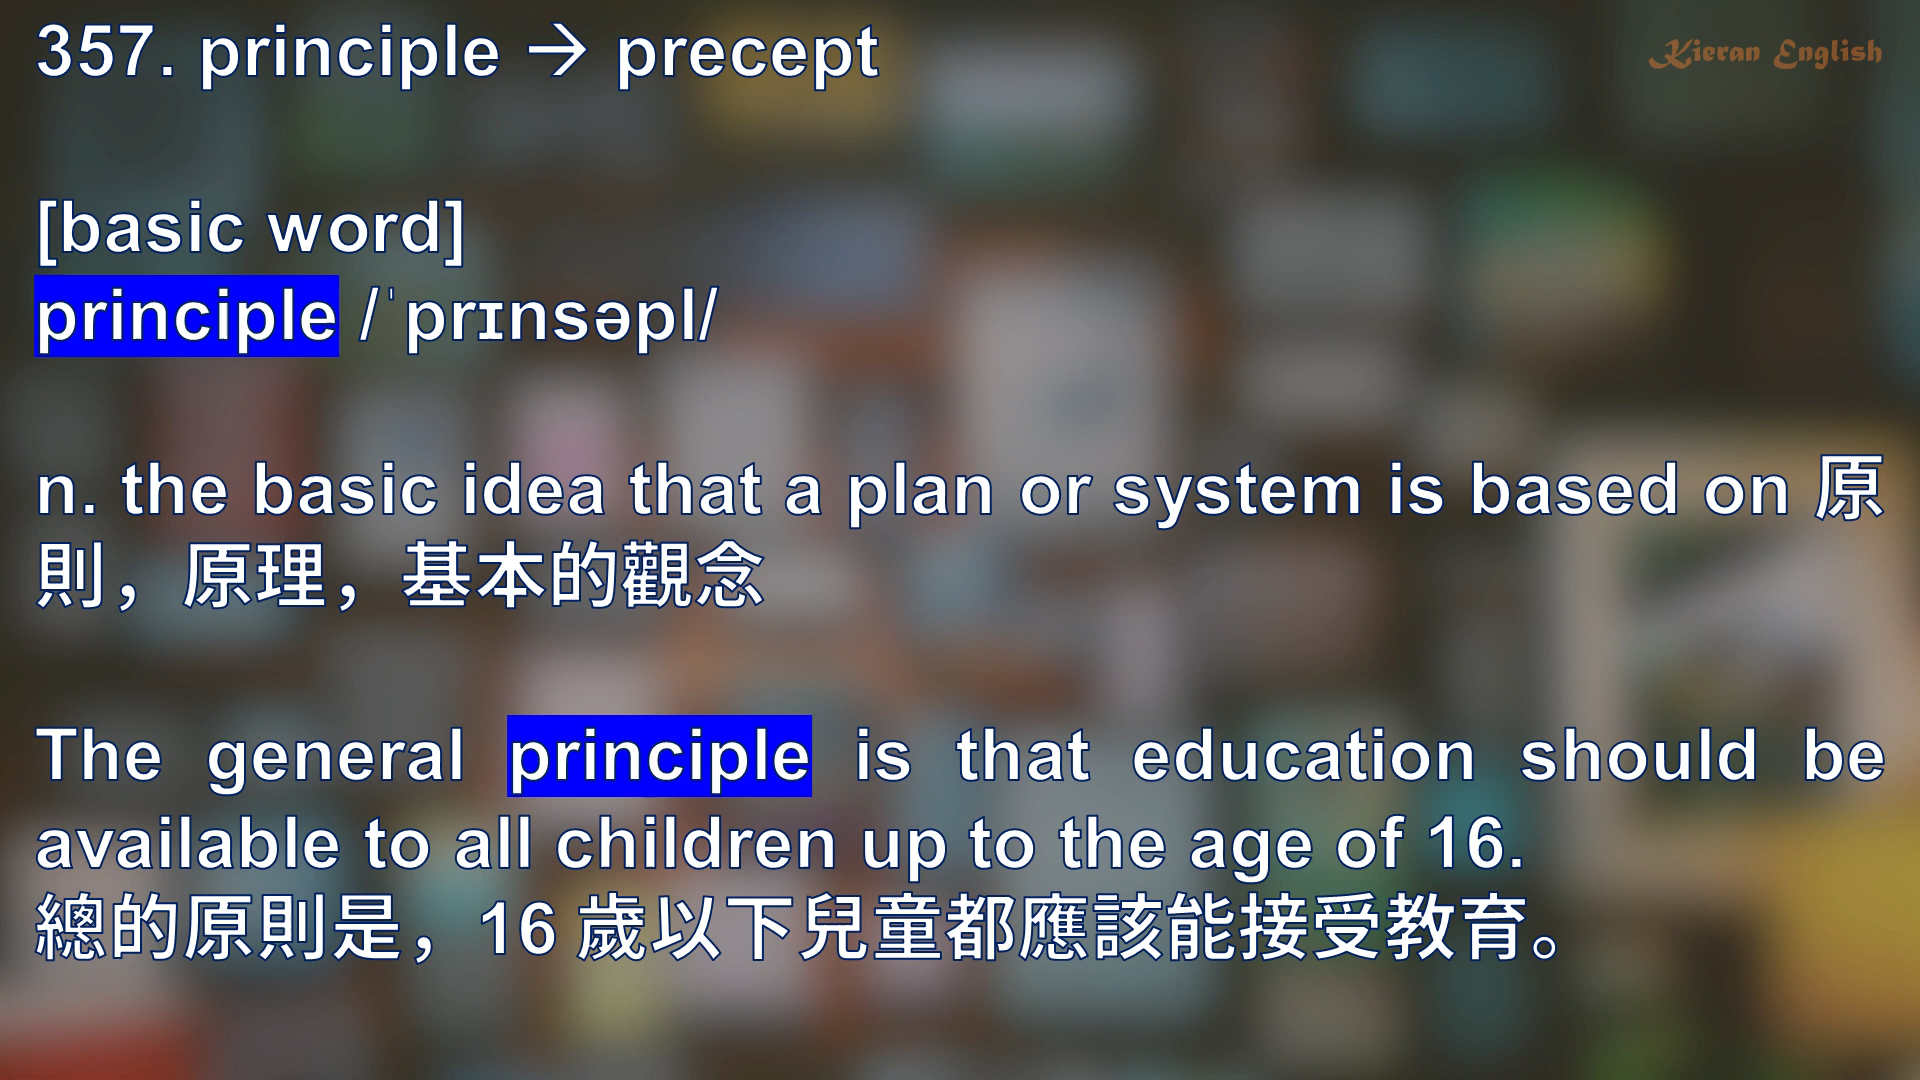 357. principle → precept
Kieran English
[basic word]
principle /ˈprɪnsəpl/
n. the basic idea that a plan or system is based on 原
則，原理，基本的觀念
The general principle is that education should be
available to all children up to the age of 16.
總的原則是，16 歲以下兒童都應該能接受教育。